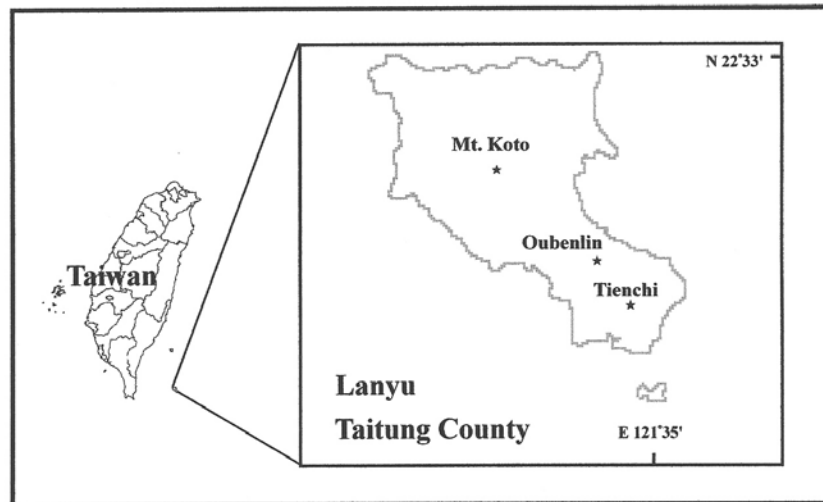 N 22°33'
Mt. Koto
Oubenlin
Taiwan
Tienchi
Lanyu
Taitung County
E 121°35'